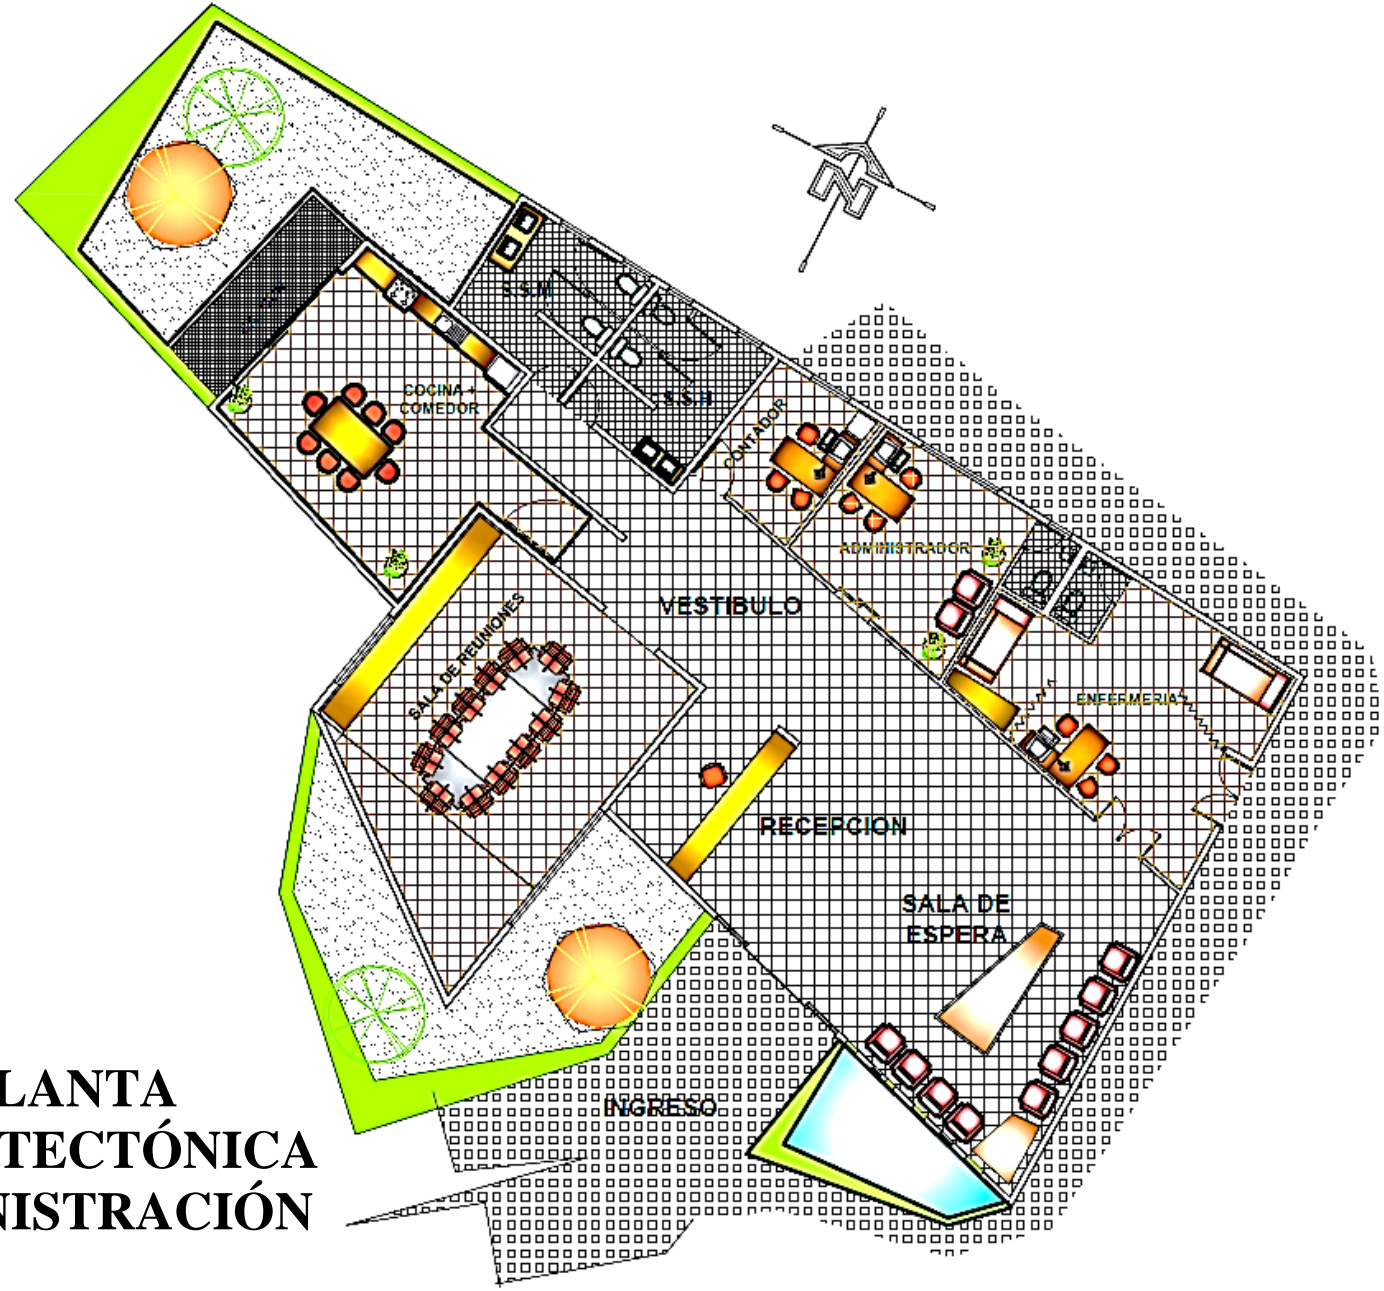 S.S.M
COCINA +
COMEDOR
S.S.H
CONTADOR
ADMINISTRADOR
VESTIBULO
SALA DE REUNIONES
ENFERMERIA
RECEPCION
SALA DE
ESPERA
INGRESO
LANTA
TECTÓNICA
NISTRACIÓN
N